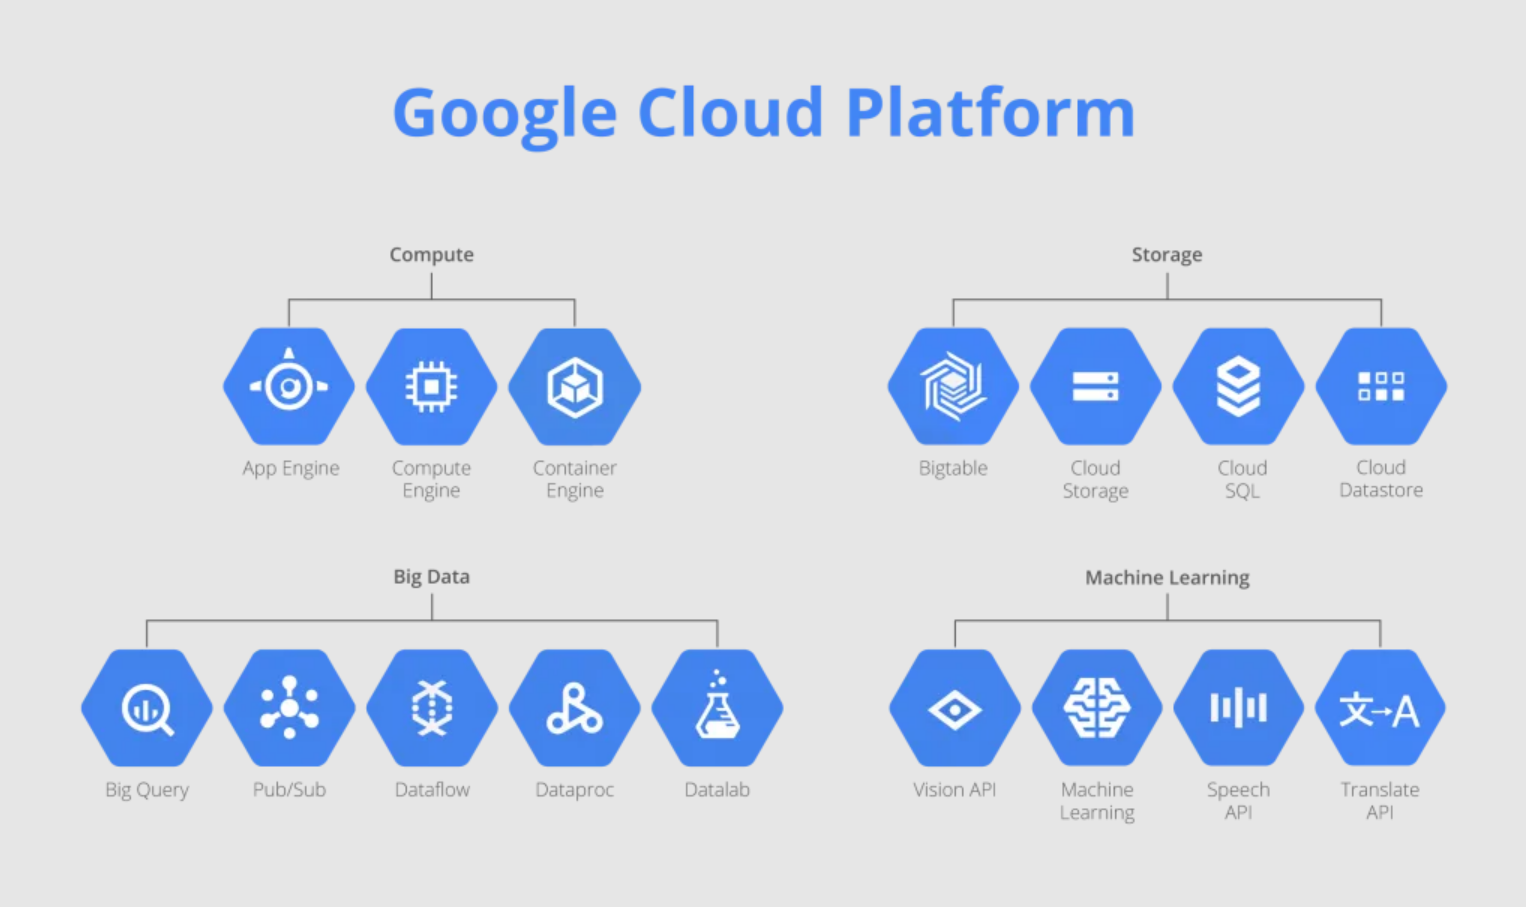 Google Cloud Platform
Compute
App Engine
Compute
Engine
Container
Engine
Storage
Bigtable
Cloud
Storage
Cloud
SQL
Cloud
Datastore
Big Data
Big Query
Pub/Sub
Dataflow
Dataproc
Datalab
Machine Learning
文→A
Vision API
Machine
Learning
Speech
API
Translate
API